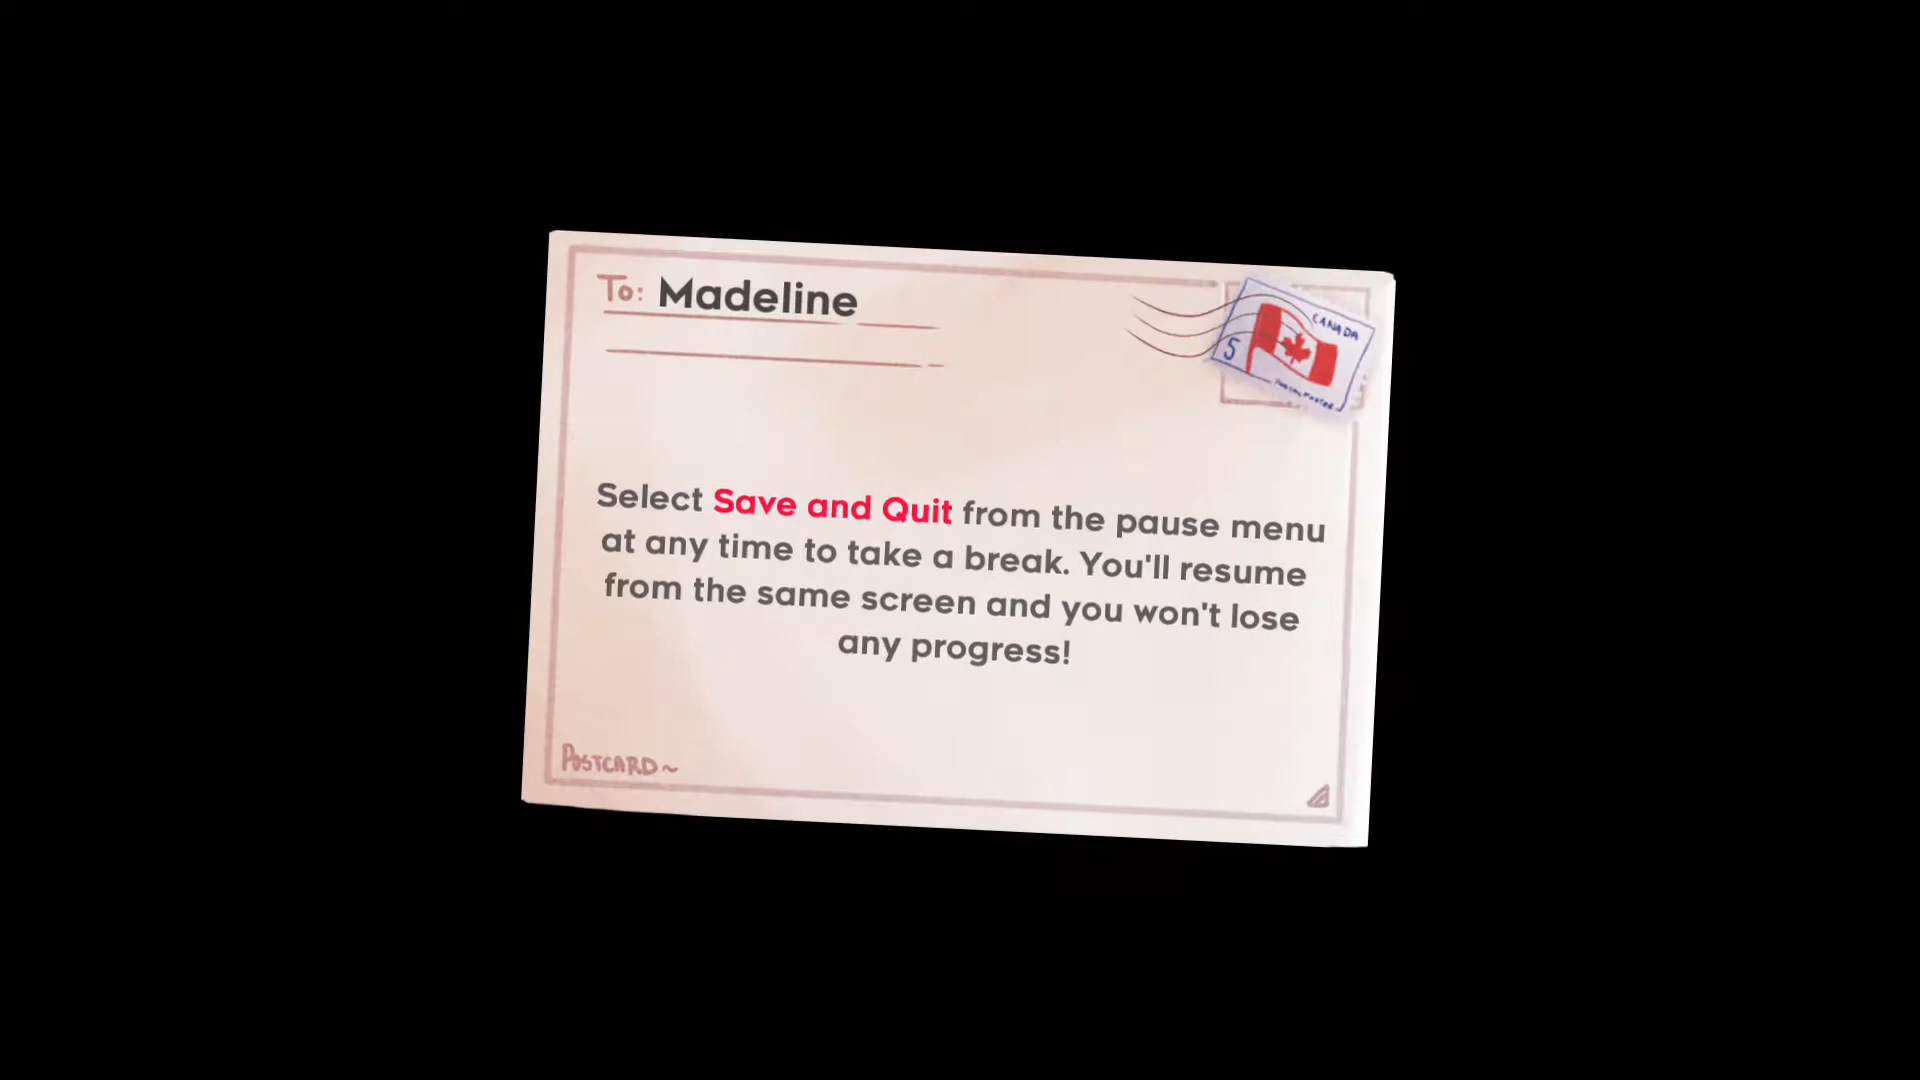 To: Madeline
CANADA
5
Select Save and Quit from the pause menu
at any time to take a break. You'll resume
from the same screen and you won't lose
any progress!
POSTCARD~